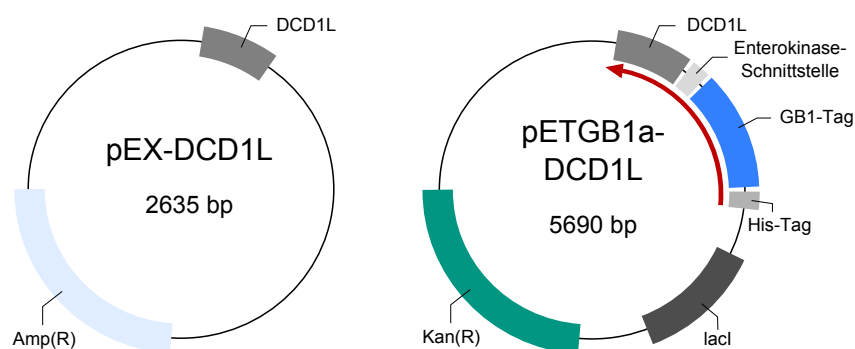 DCD1L
pEX-DCD1L
2635 bp
Amp(R)
DCD1L
Enterokinase-
Schnittstelle
GB1-Tag
pETGB1a-
DCD1L
5690 bp
His-Tag
Kan(R)
lacI